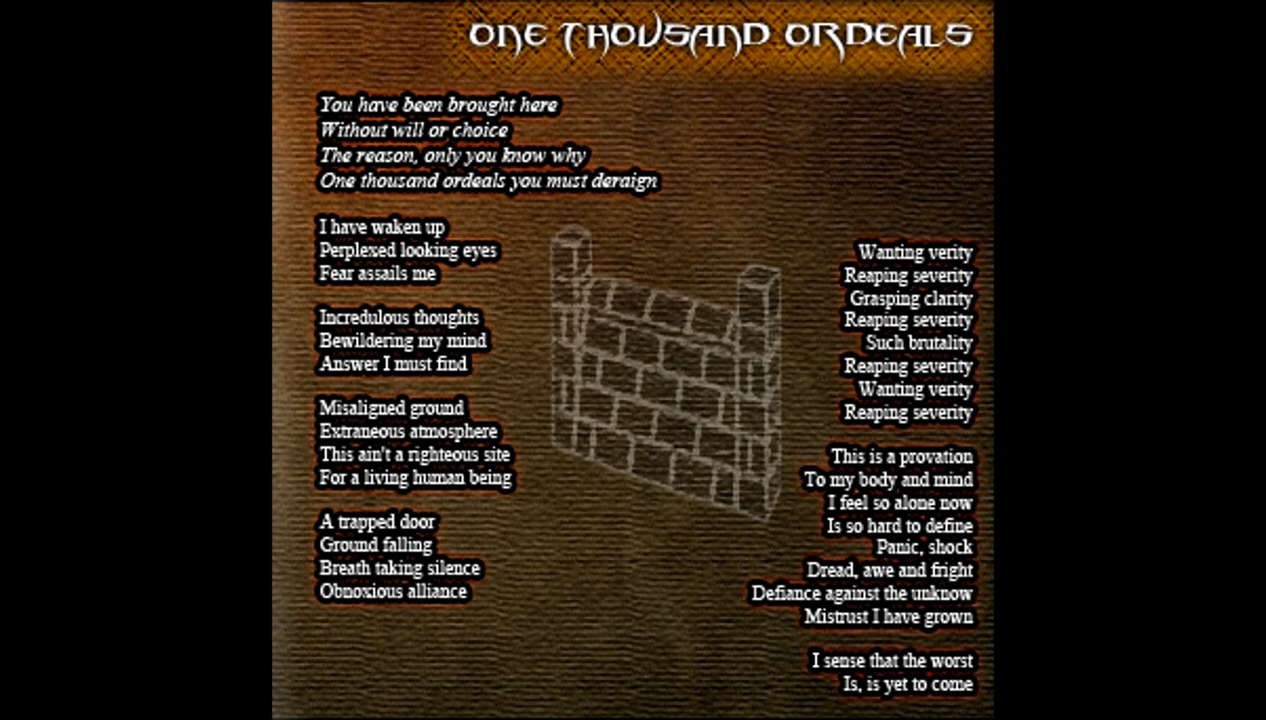 ONE THOUSAND ORDEALS
You have been brought here
Without will or choice
The reason, only you know why
One thousand ordeals you must deraign
I have waken up
Perplexed looking eyes
Fear assails me
Incredulous thoughts
Bewildering my mind
Answer I must find
Misaligned ground
Extraneous atmosphere
This ain't a righteous site
For a living human being
A trapped door
Ground falling
Breath taking silence
Obnoxious alliance
Wanting verity
Reaping severity
Grasping clarity
Reaping severity
Such brutality
Reaping severity
Wanting verity
Reaping severity
This is a provation
To my body and mind
I feel so alone now
Is so hard to define
Panic, shock
Dread, awe and fright
Defiance against the unknow
Mistrust I have grown
I sense that the worst
Is, is yet to come